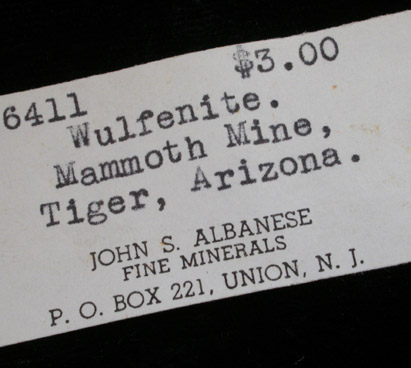 $3.00
6411
Wulfenite.
Mammoth Mine,
Tiger, Arizona.
JOHN S. ALBANESE
FINE MINERALS
P. O. BOX 221, UNION, N. J.